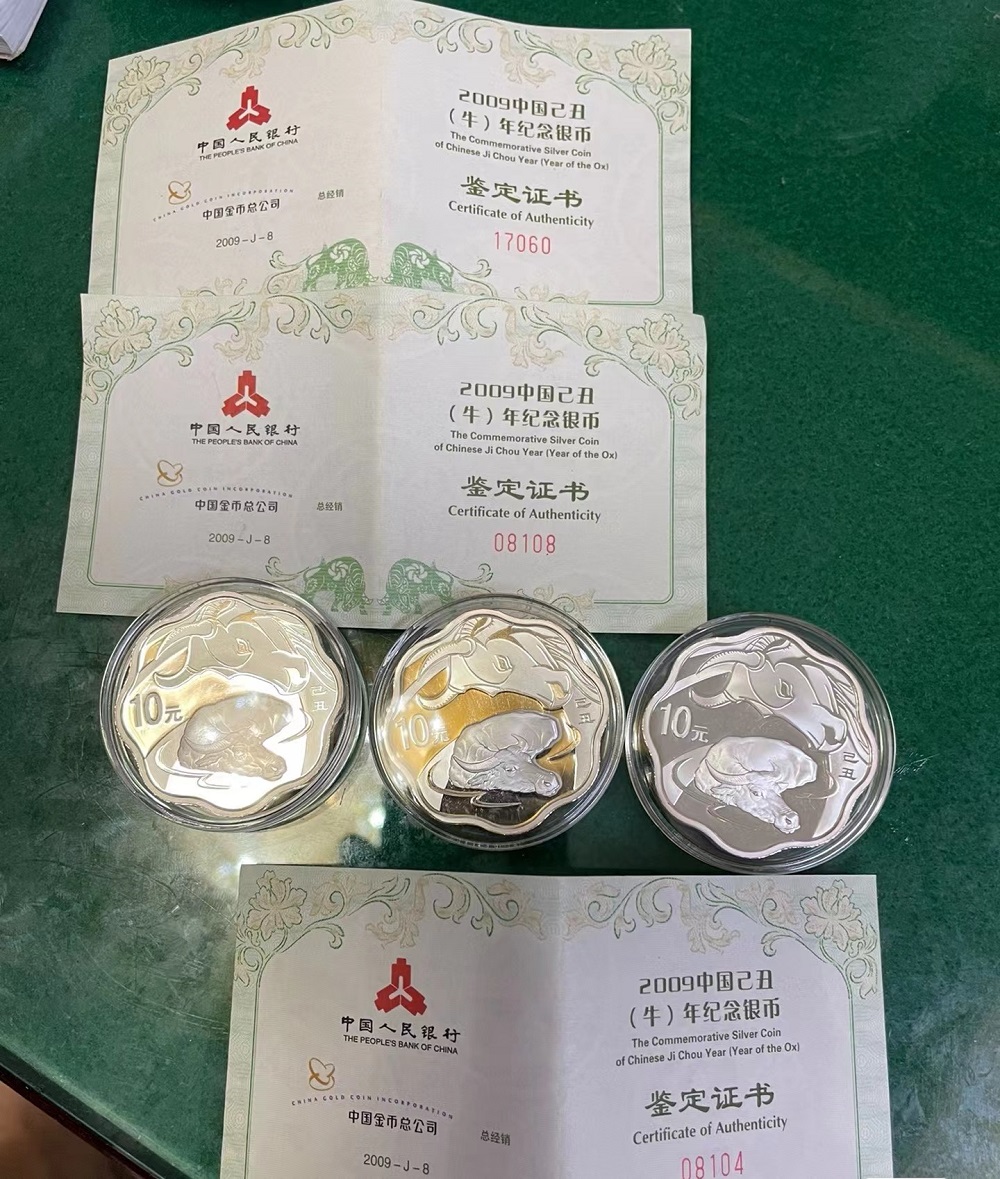 中国人民银行
THE PEOPLE'S BANK OF CHINA
CHINA GOLD COIN INCORPORATION
中国金币总公司 总经销
2009-J-8
2009中国己丑
（牛）年纪念银币
The Commemorative Silver Coin
of Chinese Ji Chou Year (Year of the Ox)
鉴定证书
Certificate of Authenticity
17060
中国人民银行
THE PEOPLE'S BANK OF CHINA
CHINA GOLD COIN INCORPORATION
中国金币总公司 总经销
2009-J-8
2009中国己丑
（牛）年纪念银币
The Commemorative Silver Coin
of Chinese Ji Chou Year (Year of the Ox)
鉴定证书
Certificate of Authenticity
08108
10元
己丑
10元
己丑
10元
己丑
中国人民银行
THE PEOPLE'S BANK OF CHINA
CHINA GOLD COIN INCORPORATION
中国金币总公司 总经销
2009-J-8
2009中国己丑
（牛）年纪念银币
The Commemorative Silver Coin
of Chinese Ji Chou Year (Year of the Ox)
鉴定证书
Certificate of Authenticity
08104